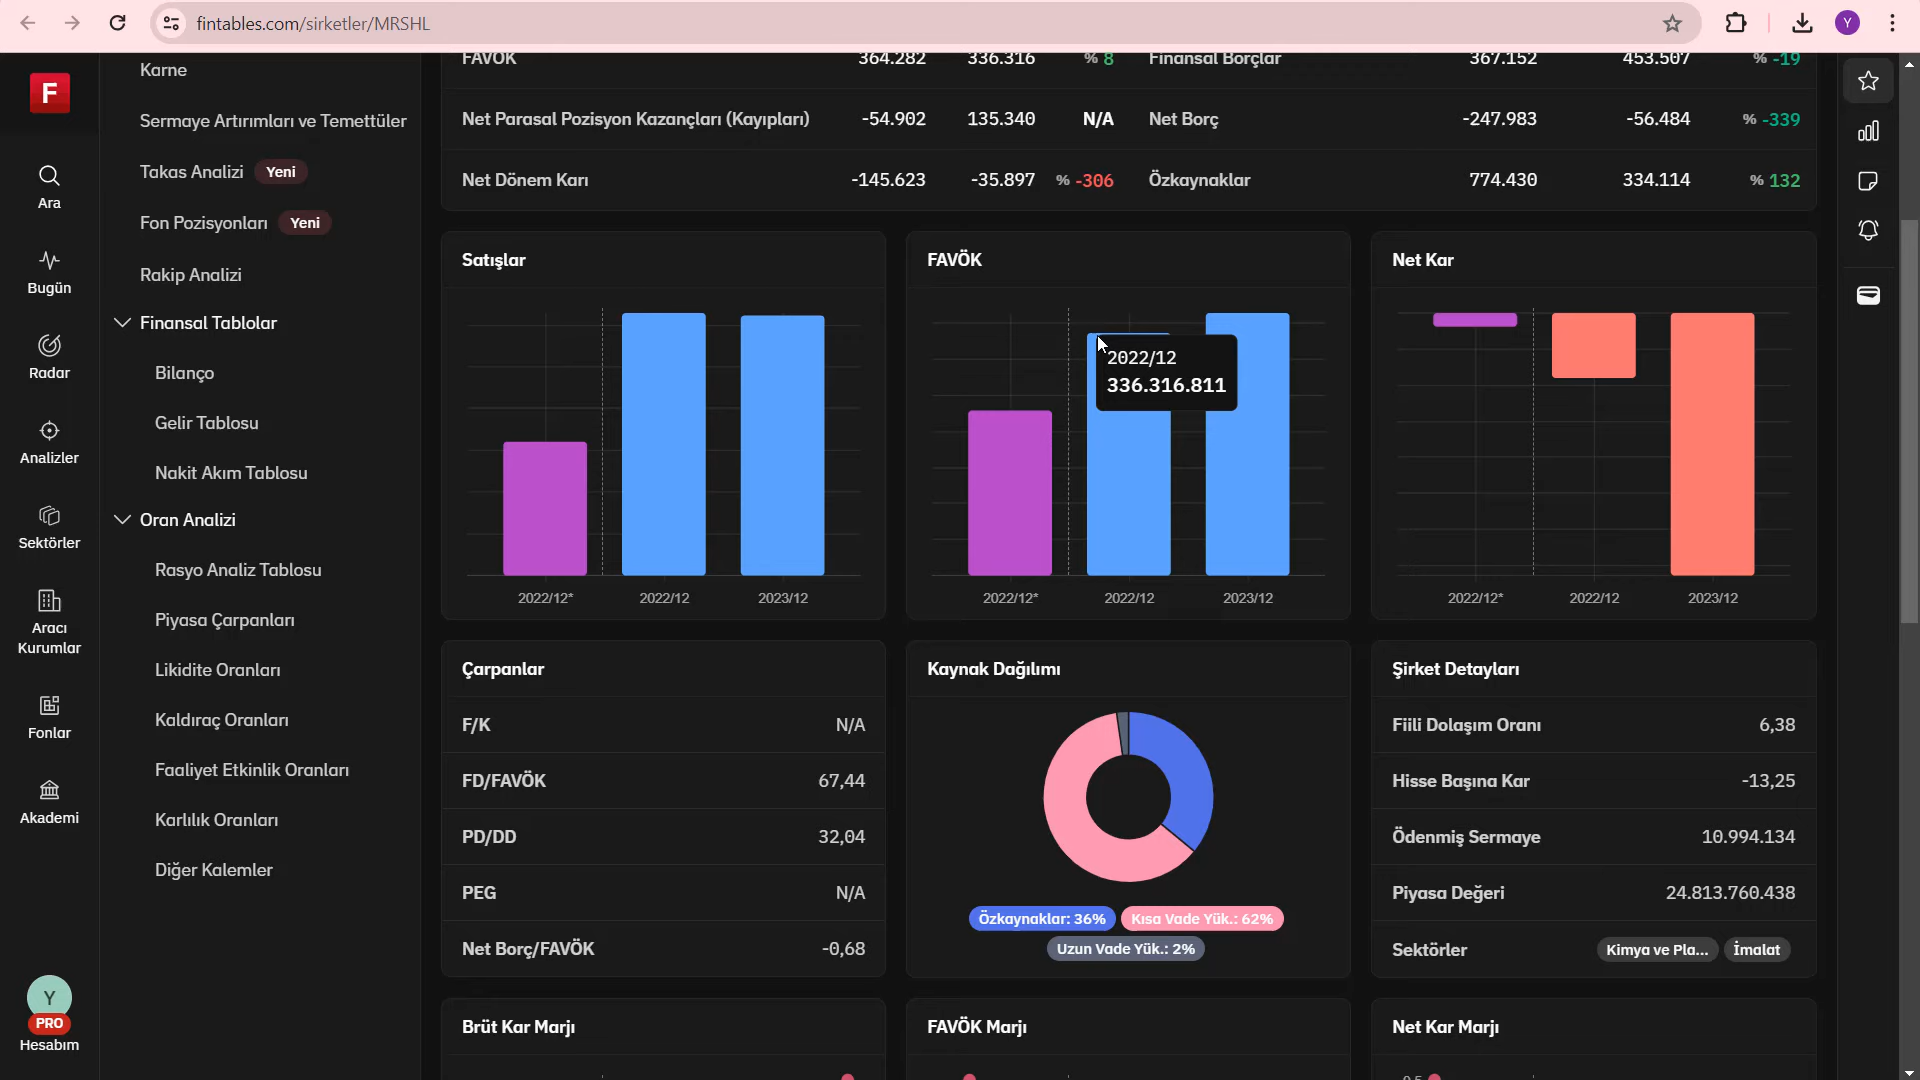 fintables.com/sirketler/MRSHL
Y
F
Ara
Bugün
Radar
Analizler
Sektörler
Aracı
Kurumlar
Fonlar
Akademi
Y
PRO
Hesabım
Karne
Sermaye Artırımları ve Temettüler
Takas Analizi Yeni
Fon Pozisyonları Yeni
Rakip Analizi
Finansal Tablolar
Bilanço
Gelir Tablosu
Nakit Akım Tablosu
Oran Analizi
Rasyo Analiz Tablosu
Piyasa Çarpanları
Likidite Oranları
Kaldıraç Oranları
Faaliyet Etkinlik Oranları
Karlılık Oranları
Diğer Kalemler
FAVÖK 364.282 336.316 % 8 Finansal Borçlar 367.152 453.507 % -19
Net Parasal Pozisyon Kazançları (Kayıpları) -54.902 135.340 N/A Net Borç -247.983 -56.484 % -339
Net Dönem Karı -145.623 -35.897 % -306 Özkaynaklar 774.430 334.114 % 132
Satışlar
2022/12* 2022/12 2023/12
FAVÖK
2022/12
336.316.811
2022/12* 2022/12 2023/12
Net Kar
2022/12* 2022/12 2023/12
Çarpanlar
F/K N/A
FD/FAVÖK 67,44
PD/DD 32,04
PEG N/A
Net Borç/FAVÖK -0,68
Kaynak Dağılımı
Özkaynaklar: 36% Kısa Vade Yük.: 62%
Uzun Vade Yük.: 2%
Şirket Detayları
Fiili Dolaşım Oranı 6,38
Hisse Başına Kar -13,25
Ödenmiş Sermaye 10.994.134
Piyasa Değeri 24.813.760.438
Sektörler Kimya ve Pla... İmalat
Brüt Kar Marjı
FAVÖK Marjı
Net Kar Marjı